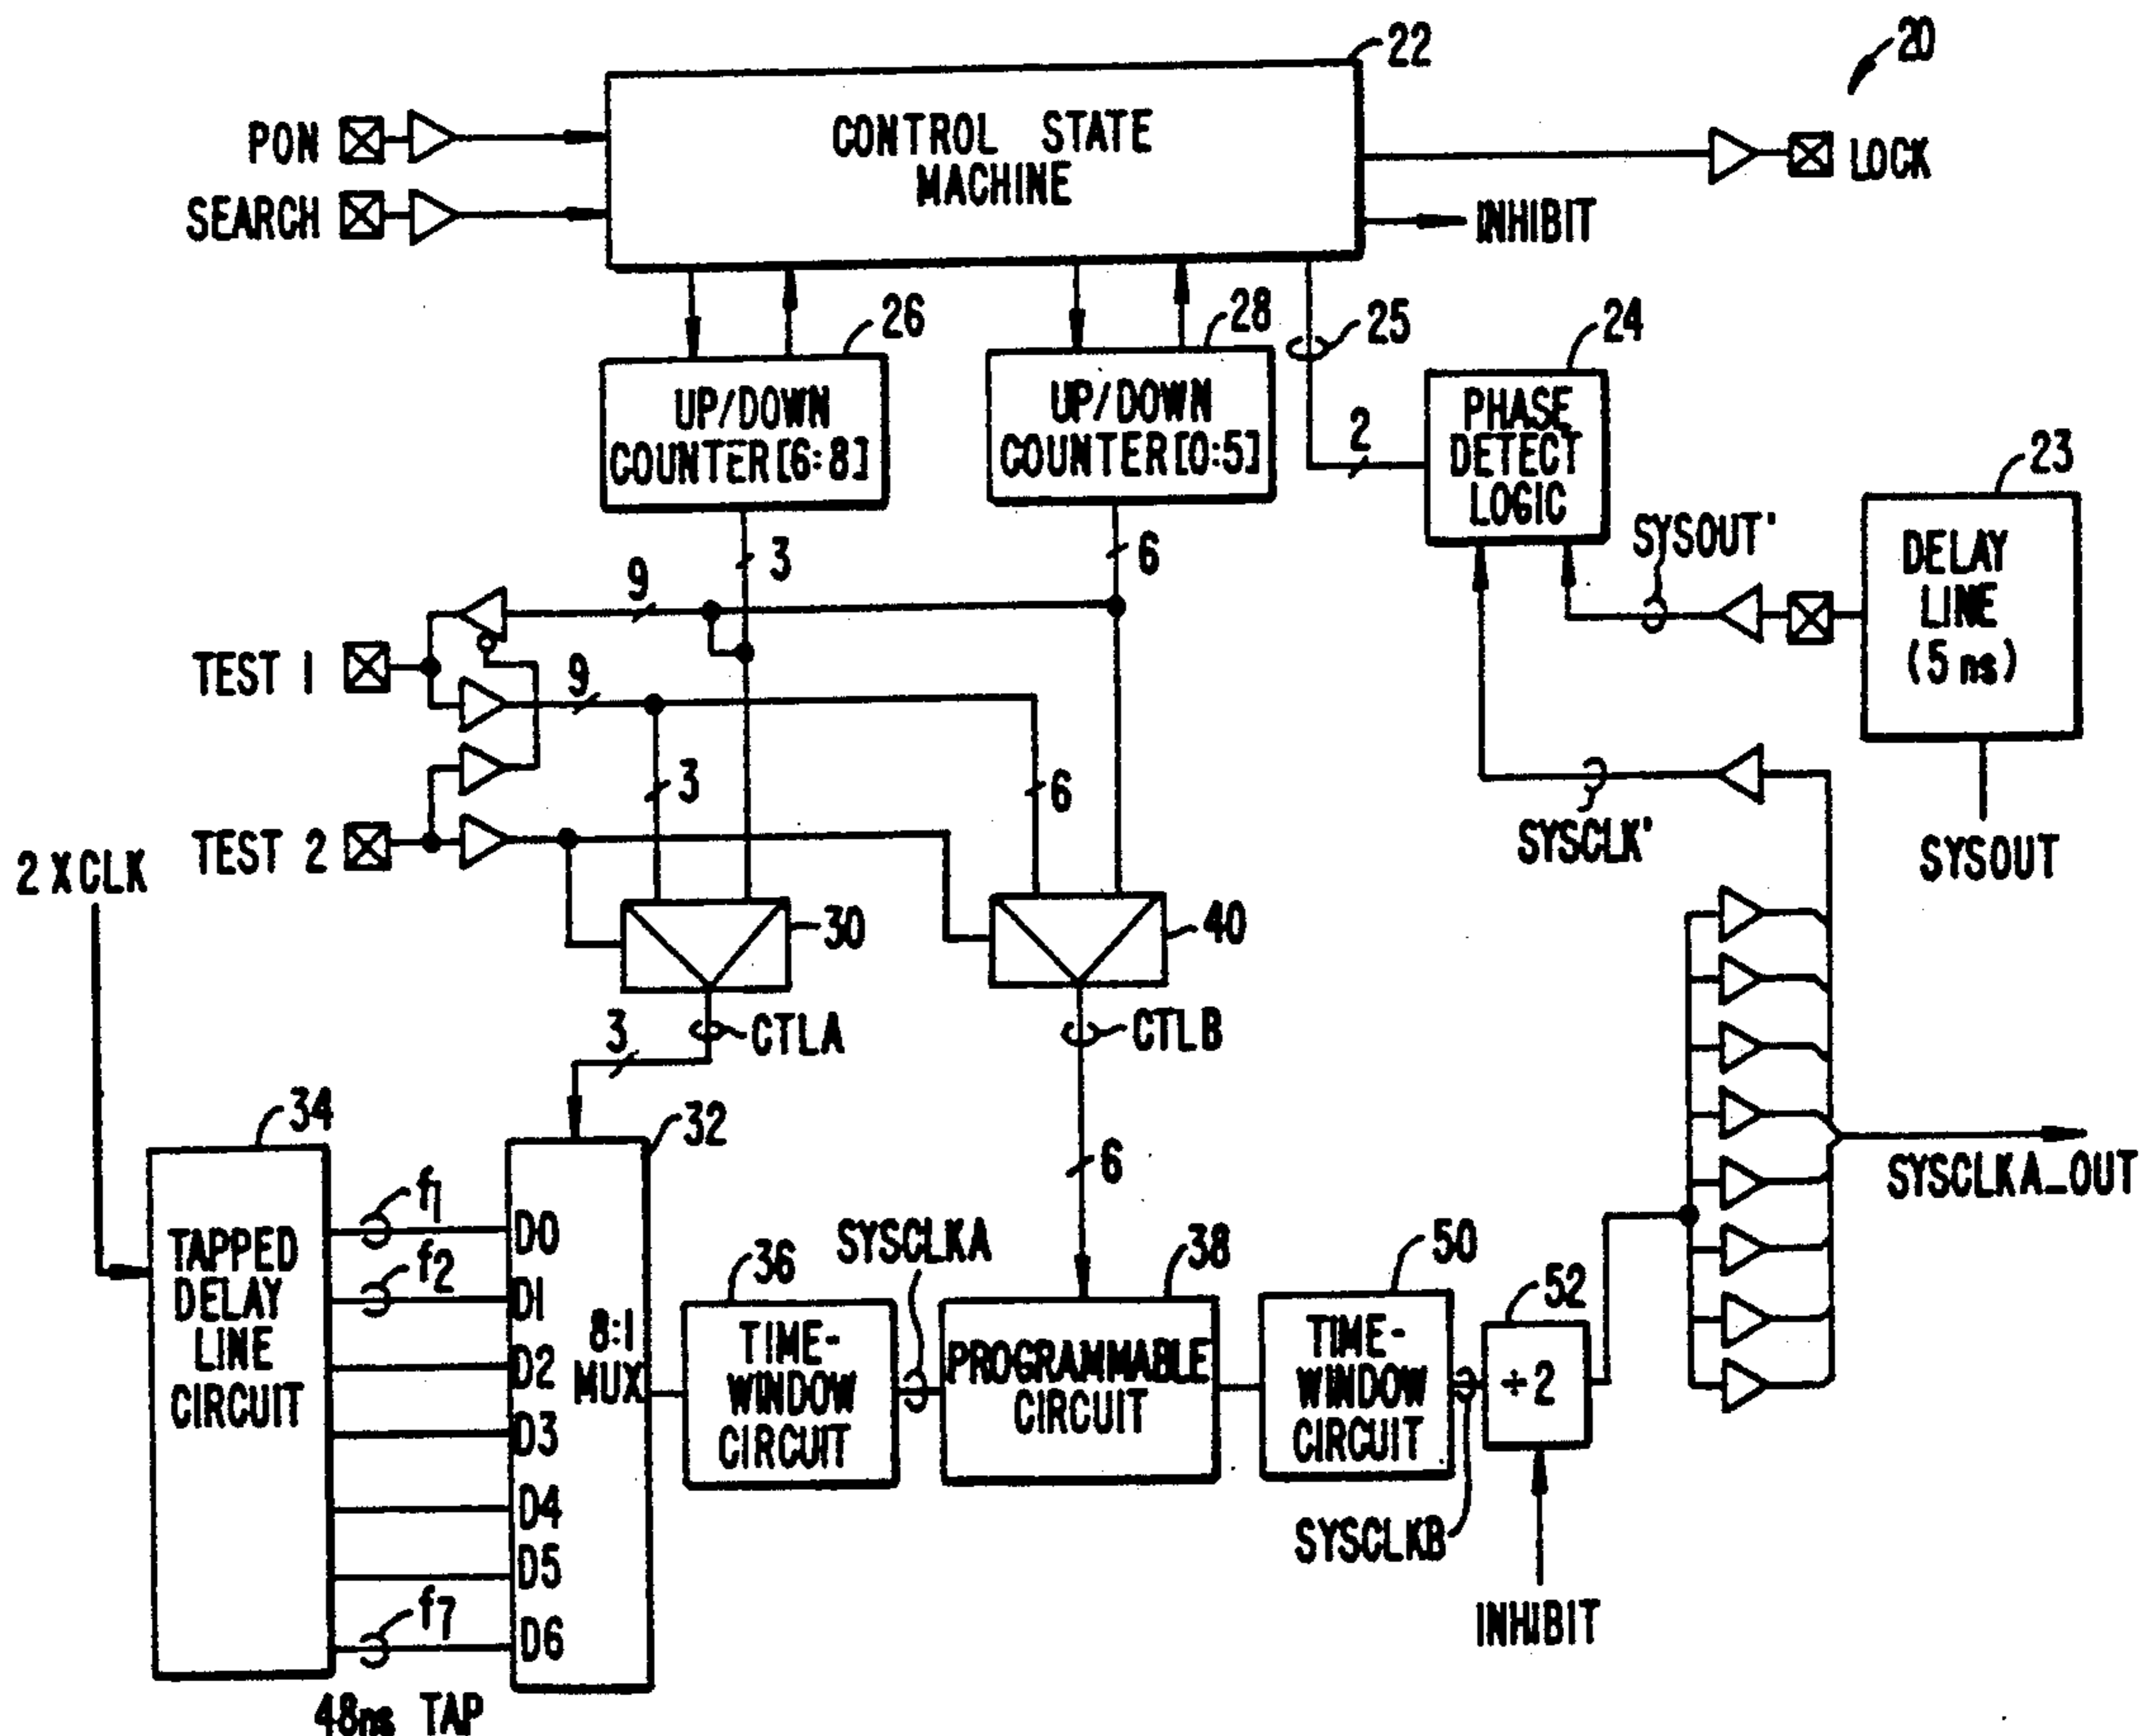 22
20
PON
CONTROL STATE
MACHINE
LOCK
SEARCH
INHIBIT
26
28
25
24
UP/DOWN
COUNTER[6:8]
UP/DOWN
COUNTER[0:5]
2
PHASE
DETECT
LOGIC
23
SYSOUT'
DELAY
LINE
(5 ns)
3
6
9
TEST 1
9
3
6
TEST 2
SYSCLK'
SYSOUT
2XCLK
30
40
3
CTLA
CTLB
34
32
6
SYSCLKA_OUT
f1
f2
f7
TAPPED
DELAY
LINE
CIRCUIT
D0
D1
D2
D3
D4
D5
D6
8:1
MUX
36
TIME-
WINDOW
CIRCUIT
SYSCLKA
38
PROGRAMMABLE
CIRCUIT
50
TIME-
WINDOW
CIRCUIT
52
÷2
SYSCLKB
INHIBIT
48ns TAP